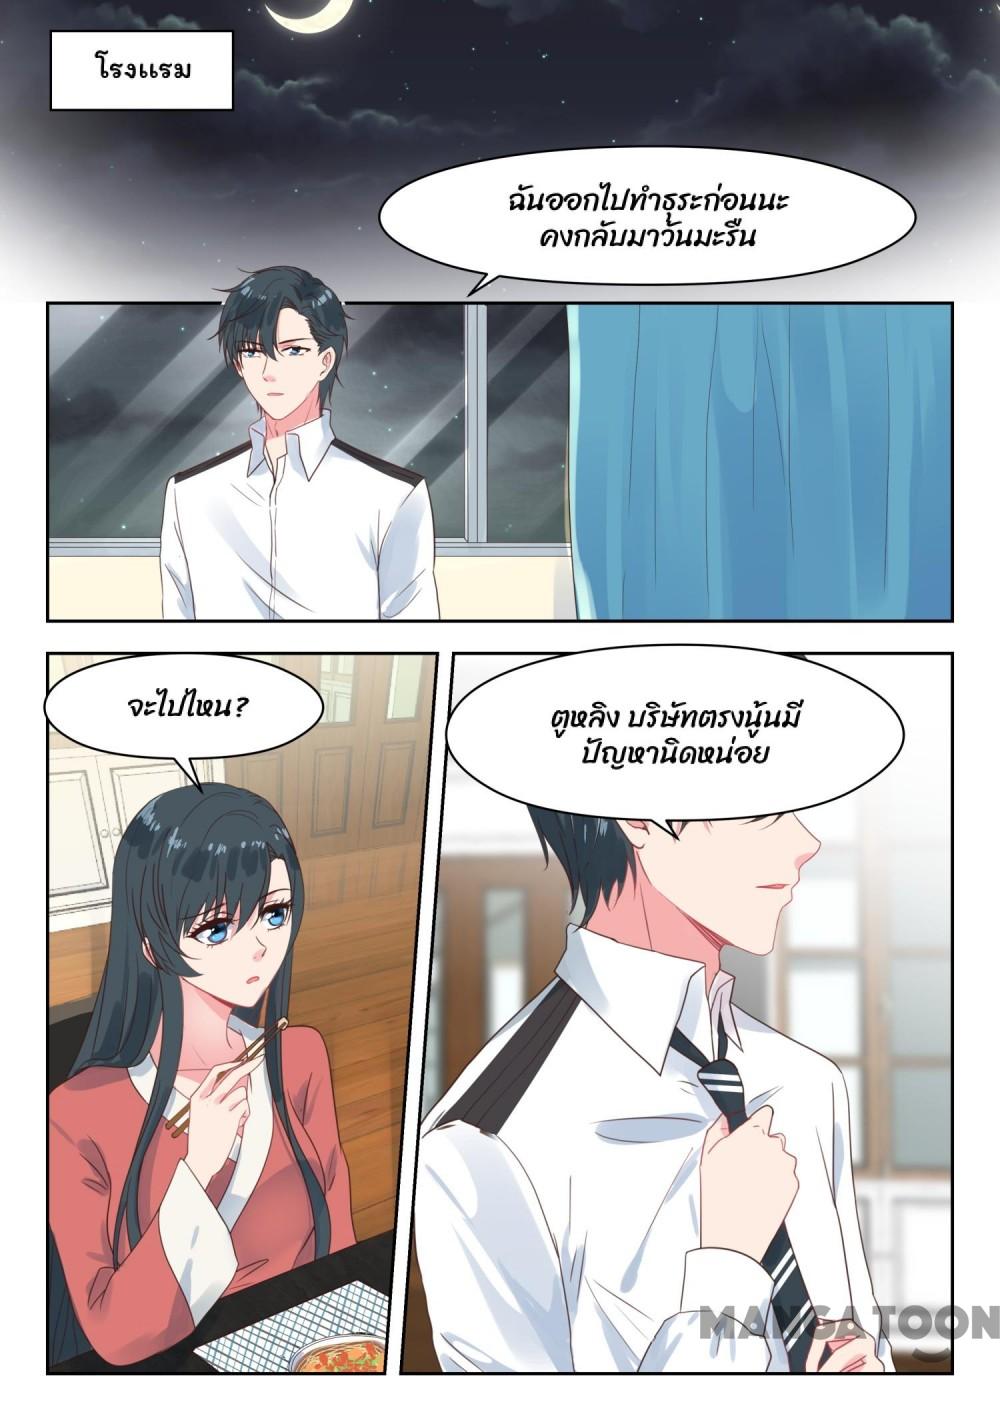 โรงแรม
ฉันออกไปทำธุระก่อนนะ
คงกลับมาวันมะรืน
จะไปไหน?
ตูหลิง บริษัทตรงนู้นมี
ปัญหานิดหน่อย
MANGATOON